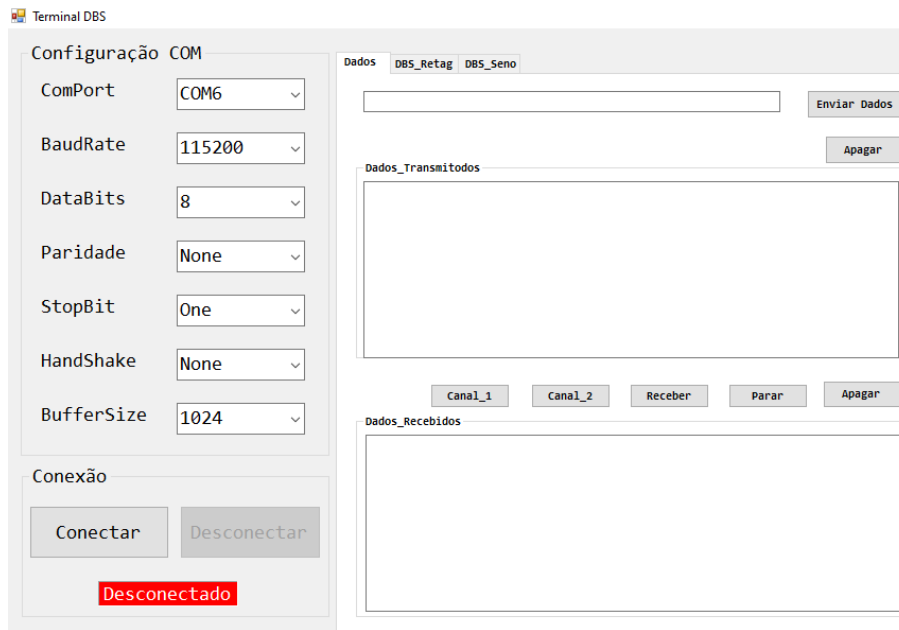 Terminal DBS
Configuração COM
ComPort
COM6
BaudRate
115200
DataBits
8
Paridade
None
StopBit
One
HandShake
None
BufferSize
1024
Conexão
Conectar
Desconectar
Desconectado
Dados
DBS_Retag
DBS_Seno
Enviar Dados
Apagar
Dados_Transmitodos
Canal_1
Canal_2
Receber
Parar
Apagar
Dados_Recebidos